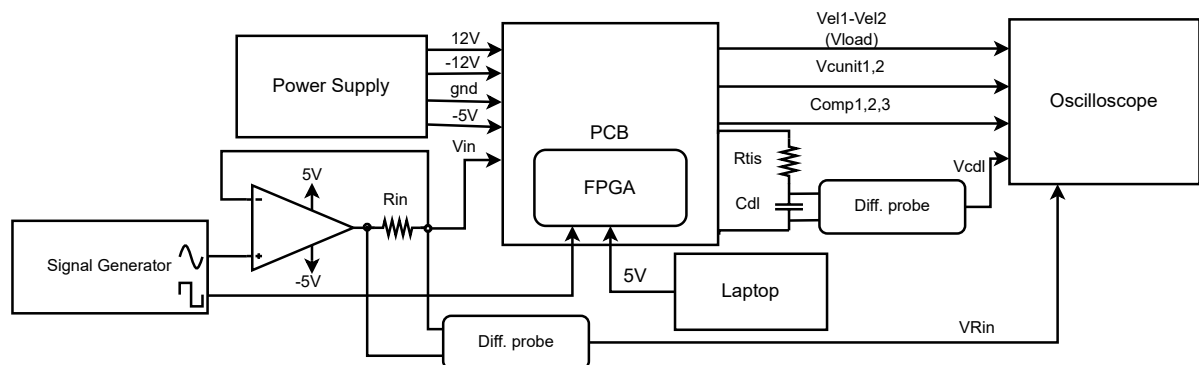 Power Supply
12V
-12V
gnd
-5V
Vin
PCB
FPGA
Vel1-Vel2
(Vload)
Vcunit1,2
Comp1,2,3
Oscilloscope
Rtis
Cdl
Diff. probe
Vcdl
5V
-5V
Rin
Signal Generator
5V
Laptop
Diff. probe
VRin